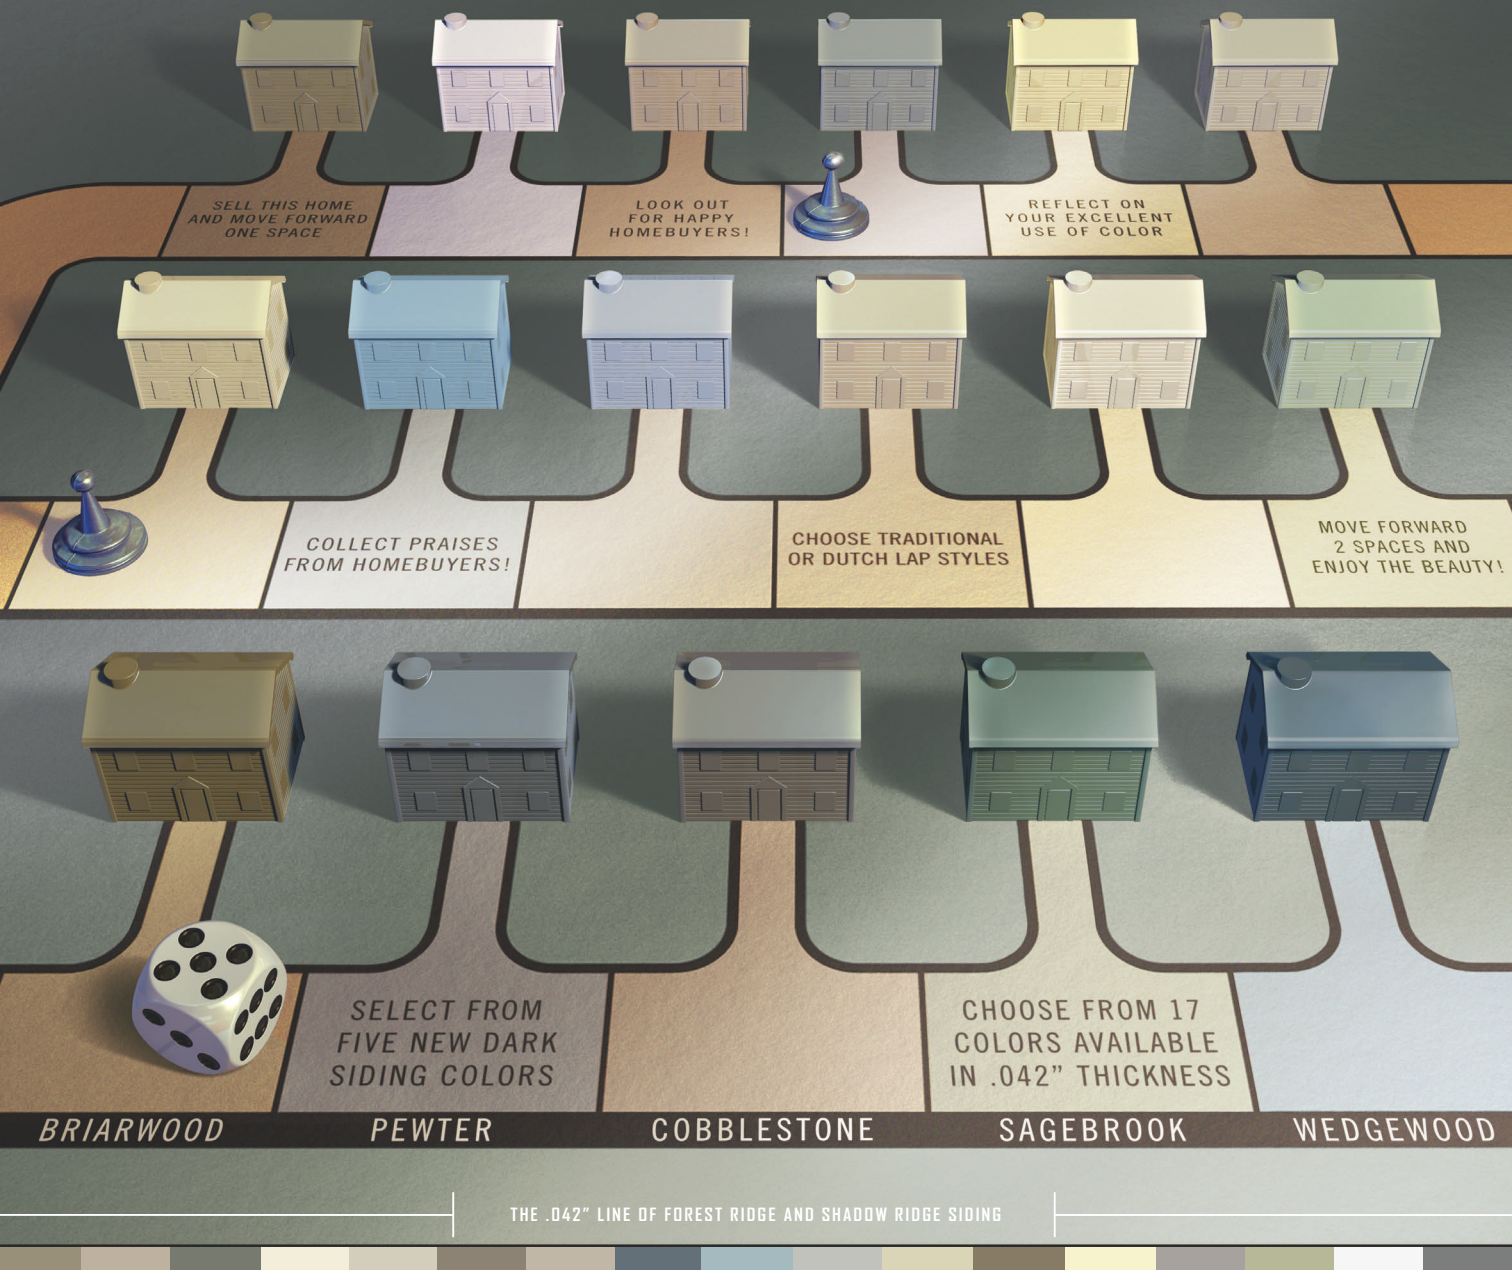 SELL THIS HOME
AND MOVE FORWARD
ONE SPACE
LOOK OUT
FOR HAPPY
HOMEBUYERS!
REFLECT ON
YOUR EXCELLENT
USE OF COLOR
COLLECT PRAISES
FROM HOMEBUYERS!
CHOOSE TRADITIONAL
OR DUTCH LAP STYLES
MOVE FORWARD
2 SPACES AND
ENJOY THE BEAUTY!
SELECT FROM
FIVE NEW DARK
SIDING COLORS
CHOOSE FROM 17
COLORS AVAILABLE
IN .042" THICKNESS
BRIARWOOD
PEWTER
COBBLESTONE
SAGEBROOK
WEDGEWOOD
THE .042" LINE OF FOREST RIDGE AND SHADOW RIDGE SIDING